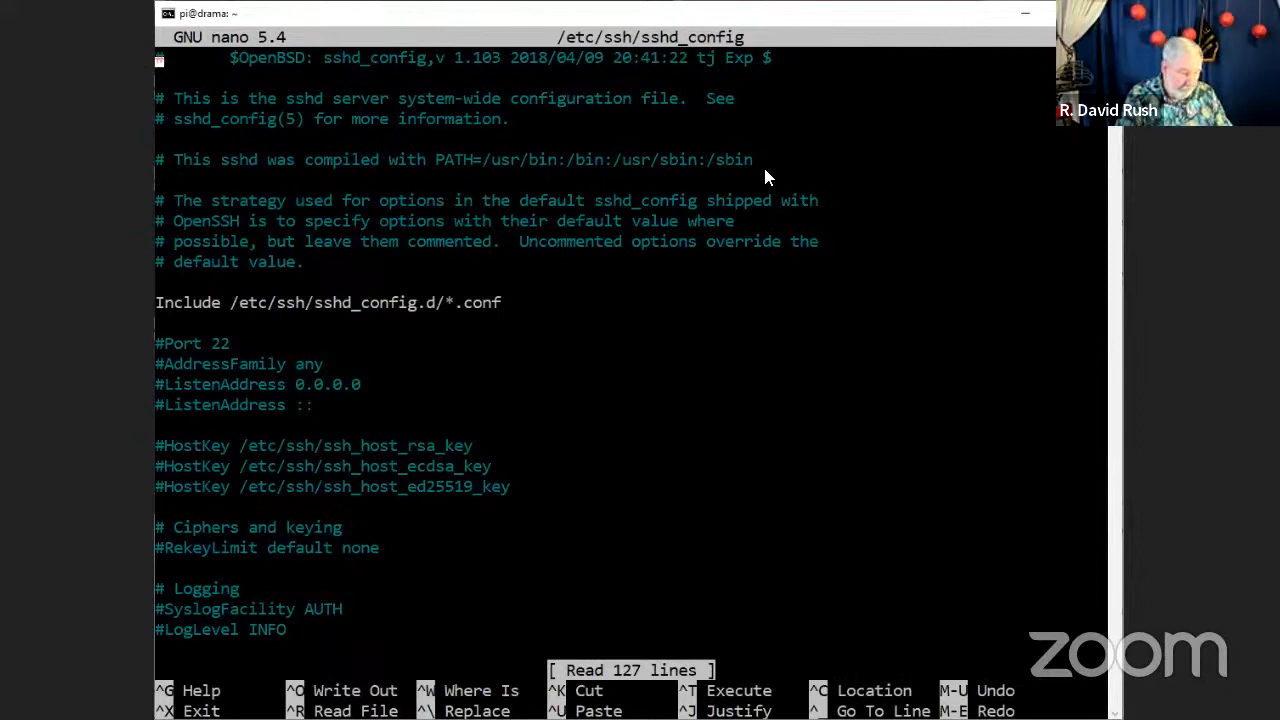 pi@drama: ~
GNU nano 5.4 /etc/ssh/sshd_config
# $OpenBSD: sshd_config,v 1.103 2018/04/09 20:41:22 tj Exp $
# This is the sshd server system-wide configuration file. See
# sshd_config(5) for more information.
# This sshd was compiled with PATH=/usr/bin:/bin:/usr/sbin:/sbin
# The strategy used for options in the default sshd_config shipped with
# OpenSSH is to specify options with their default value where
# possible, but leave them commented. Uncommented options override the
# default value.
Include /etc/ssh/sshd_config.d/*.conf
#Port 22
#AddressFamily any
#ListenAddress 0.0.0.0
#ListenAddress ::
#HostKey /etc/ssh/ssh_host_rsa_key
#HostKey /etc/ssh/ssh_host_ecdsa_key
#HostKey /etc/ssh/ssh_host_ed25519_key
# Ciphers and keying
#RekeyLimit default none
# Logging
#SyslogFacility AUTH
#LogLevel INFO
[ Read 127 lines ]
^G Help ^O Write Out ^W Where Is ^K Cut ^T Execute ^C Location M-U Undo
^X Exit ^R Read File ^\ Replace ^U Paste ^J Justify ^_ Go To Line M-E Redo
R. David Rush
zoom